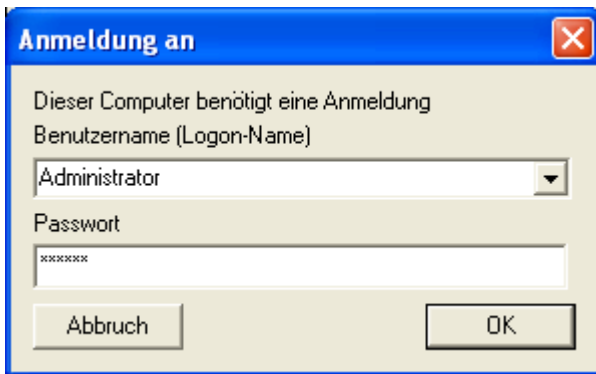 Anmeldung an
Dieser Computer benötigt eine Anmeldung
Benutzername (Logon-Name)
Administrator
Passwort
××××××
Abbruch
OK